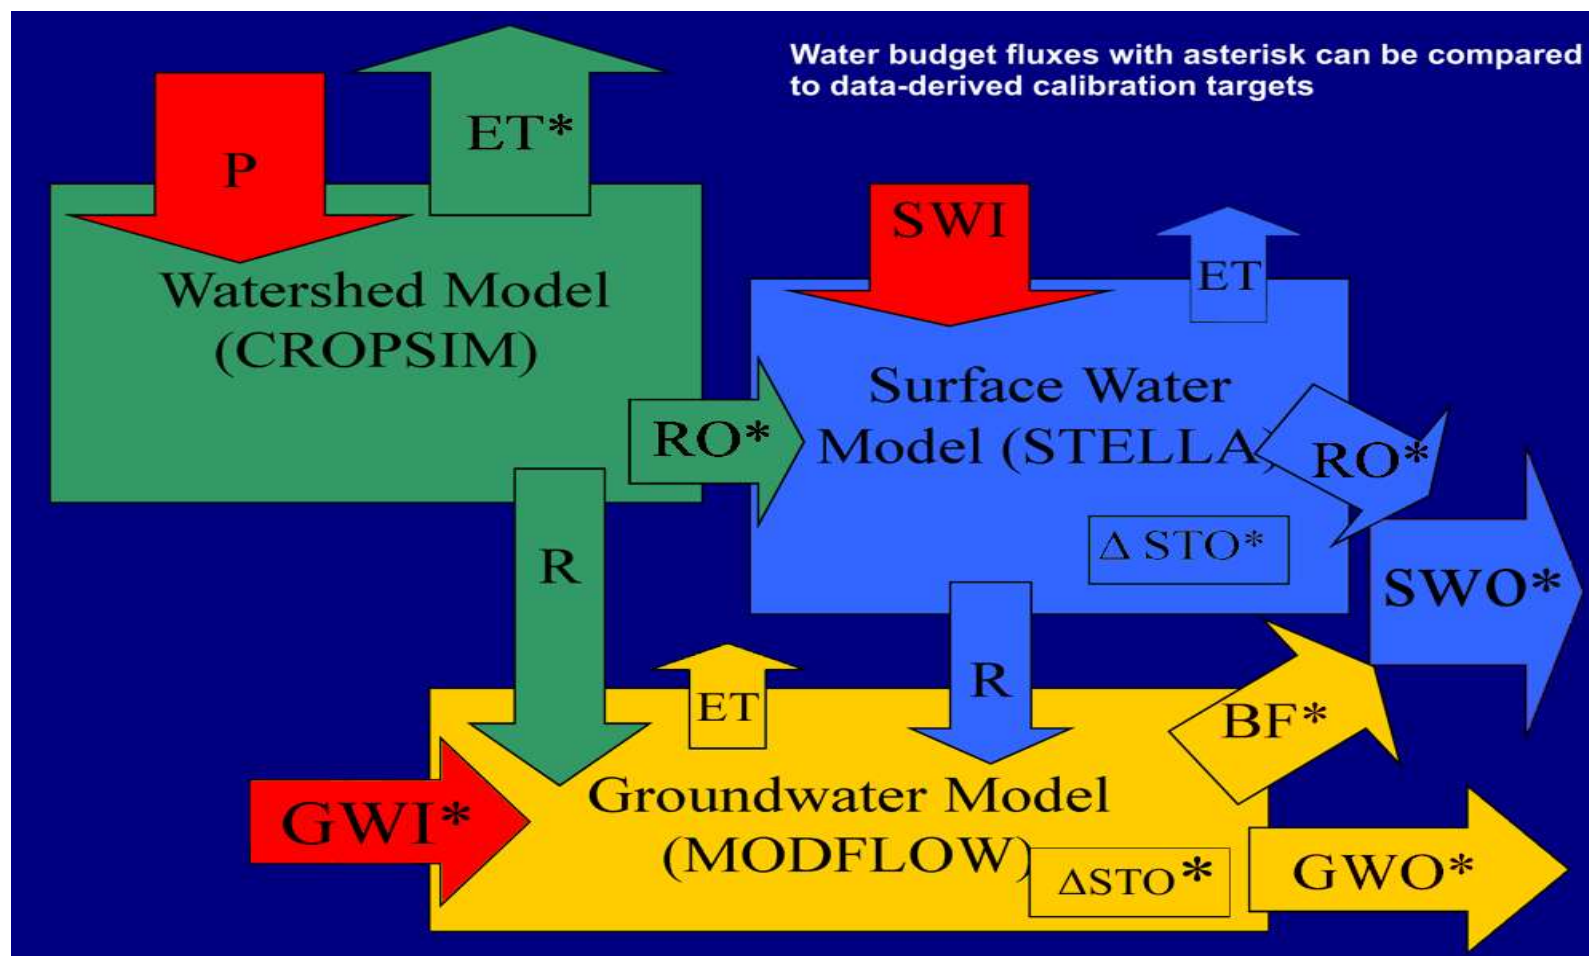 Water budget fluxes with asterisk can be compared
to data-derived calibration targets
P
ET*
Watershed Model
(CROPSIM)
SWI
ET
RO*
Surface Water
Model (STELLA)
RO*
Δ STO*
SWO*
R
R
ET
BF*
GWI*
Groundwater Model
(MODFLOW)
ΔSTO*
GWO*